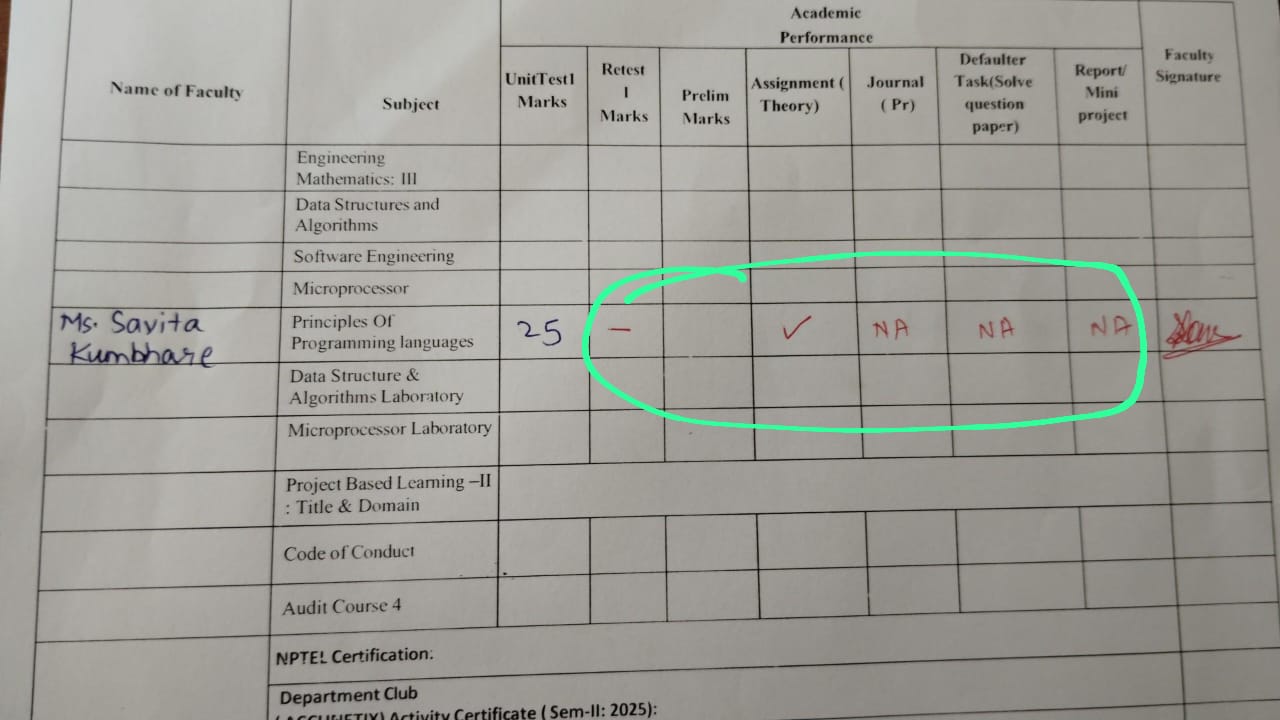 Academic
Performance
Name of Faculty
Subject
UnitTest1
Marks
Retest
1
Marks
Prelim
Marks
Assignment (
Theory)
Journal
( Pr)
Defaulter
Task(Solve
question
paper)
Report/
Mini
project
Faculty
Signature
Engineering
Mathematics: III
Data Structures and
Algorithms
Software Engineering
Microprocessor
Ms. Savita
Kumbhare
Principles Of
Programming languages
25
–
✓
NA
NA
NA
Data Structure &
Algorithms Laboratory
Microprocessor Laboratory
Project Based Learning –II
: Title & Domain
Code of Conduct
Audit Course 4
NPTEL Certification:
Department Club
Activity Certificate ( Sem-II: 2025):